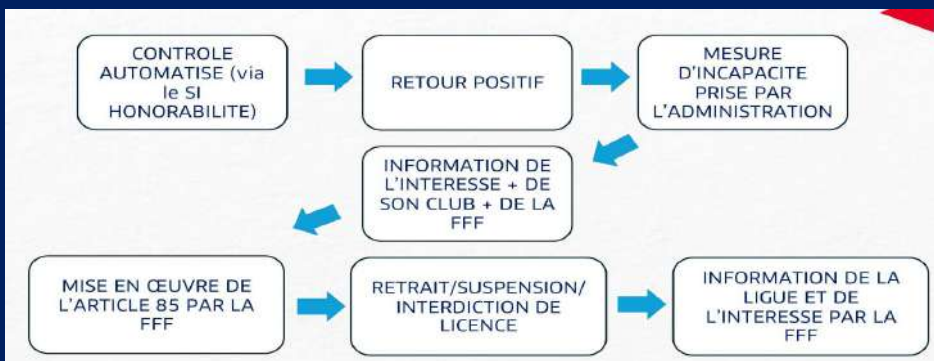 CONTROLE
AUTOMATISE (via
le SI
HONORABILITE)
RETOUR POSITIF
MESURE
D'INCAPACITE
PRISE PAR
L'ADMINISTRATION
INFORMATION DE
L'INTERESSE + DE
SON CLUB + DE LA
FFF
MISE EN ŒUVRE DE
L'ARTICLE 85 PAR LA
FFF
RETRAIT/SUSPENSION/
INTERDICTION DE
LICENCE
INFORMATION DE LA
LIGUE ET DE
L'INTERESSE PAR LA
FFF